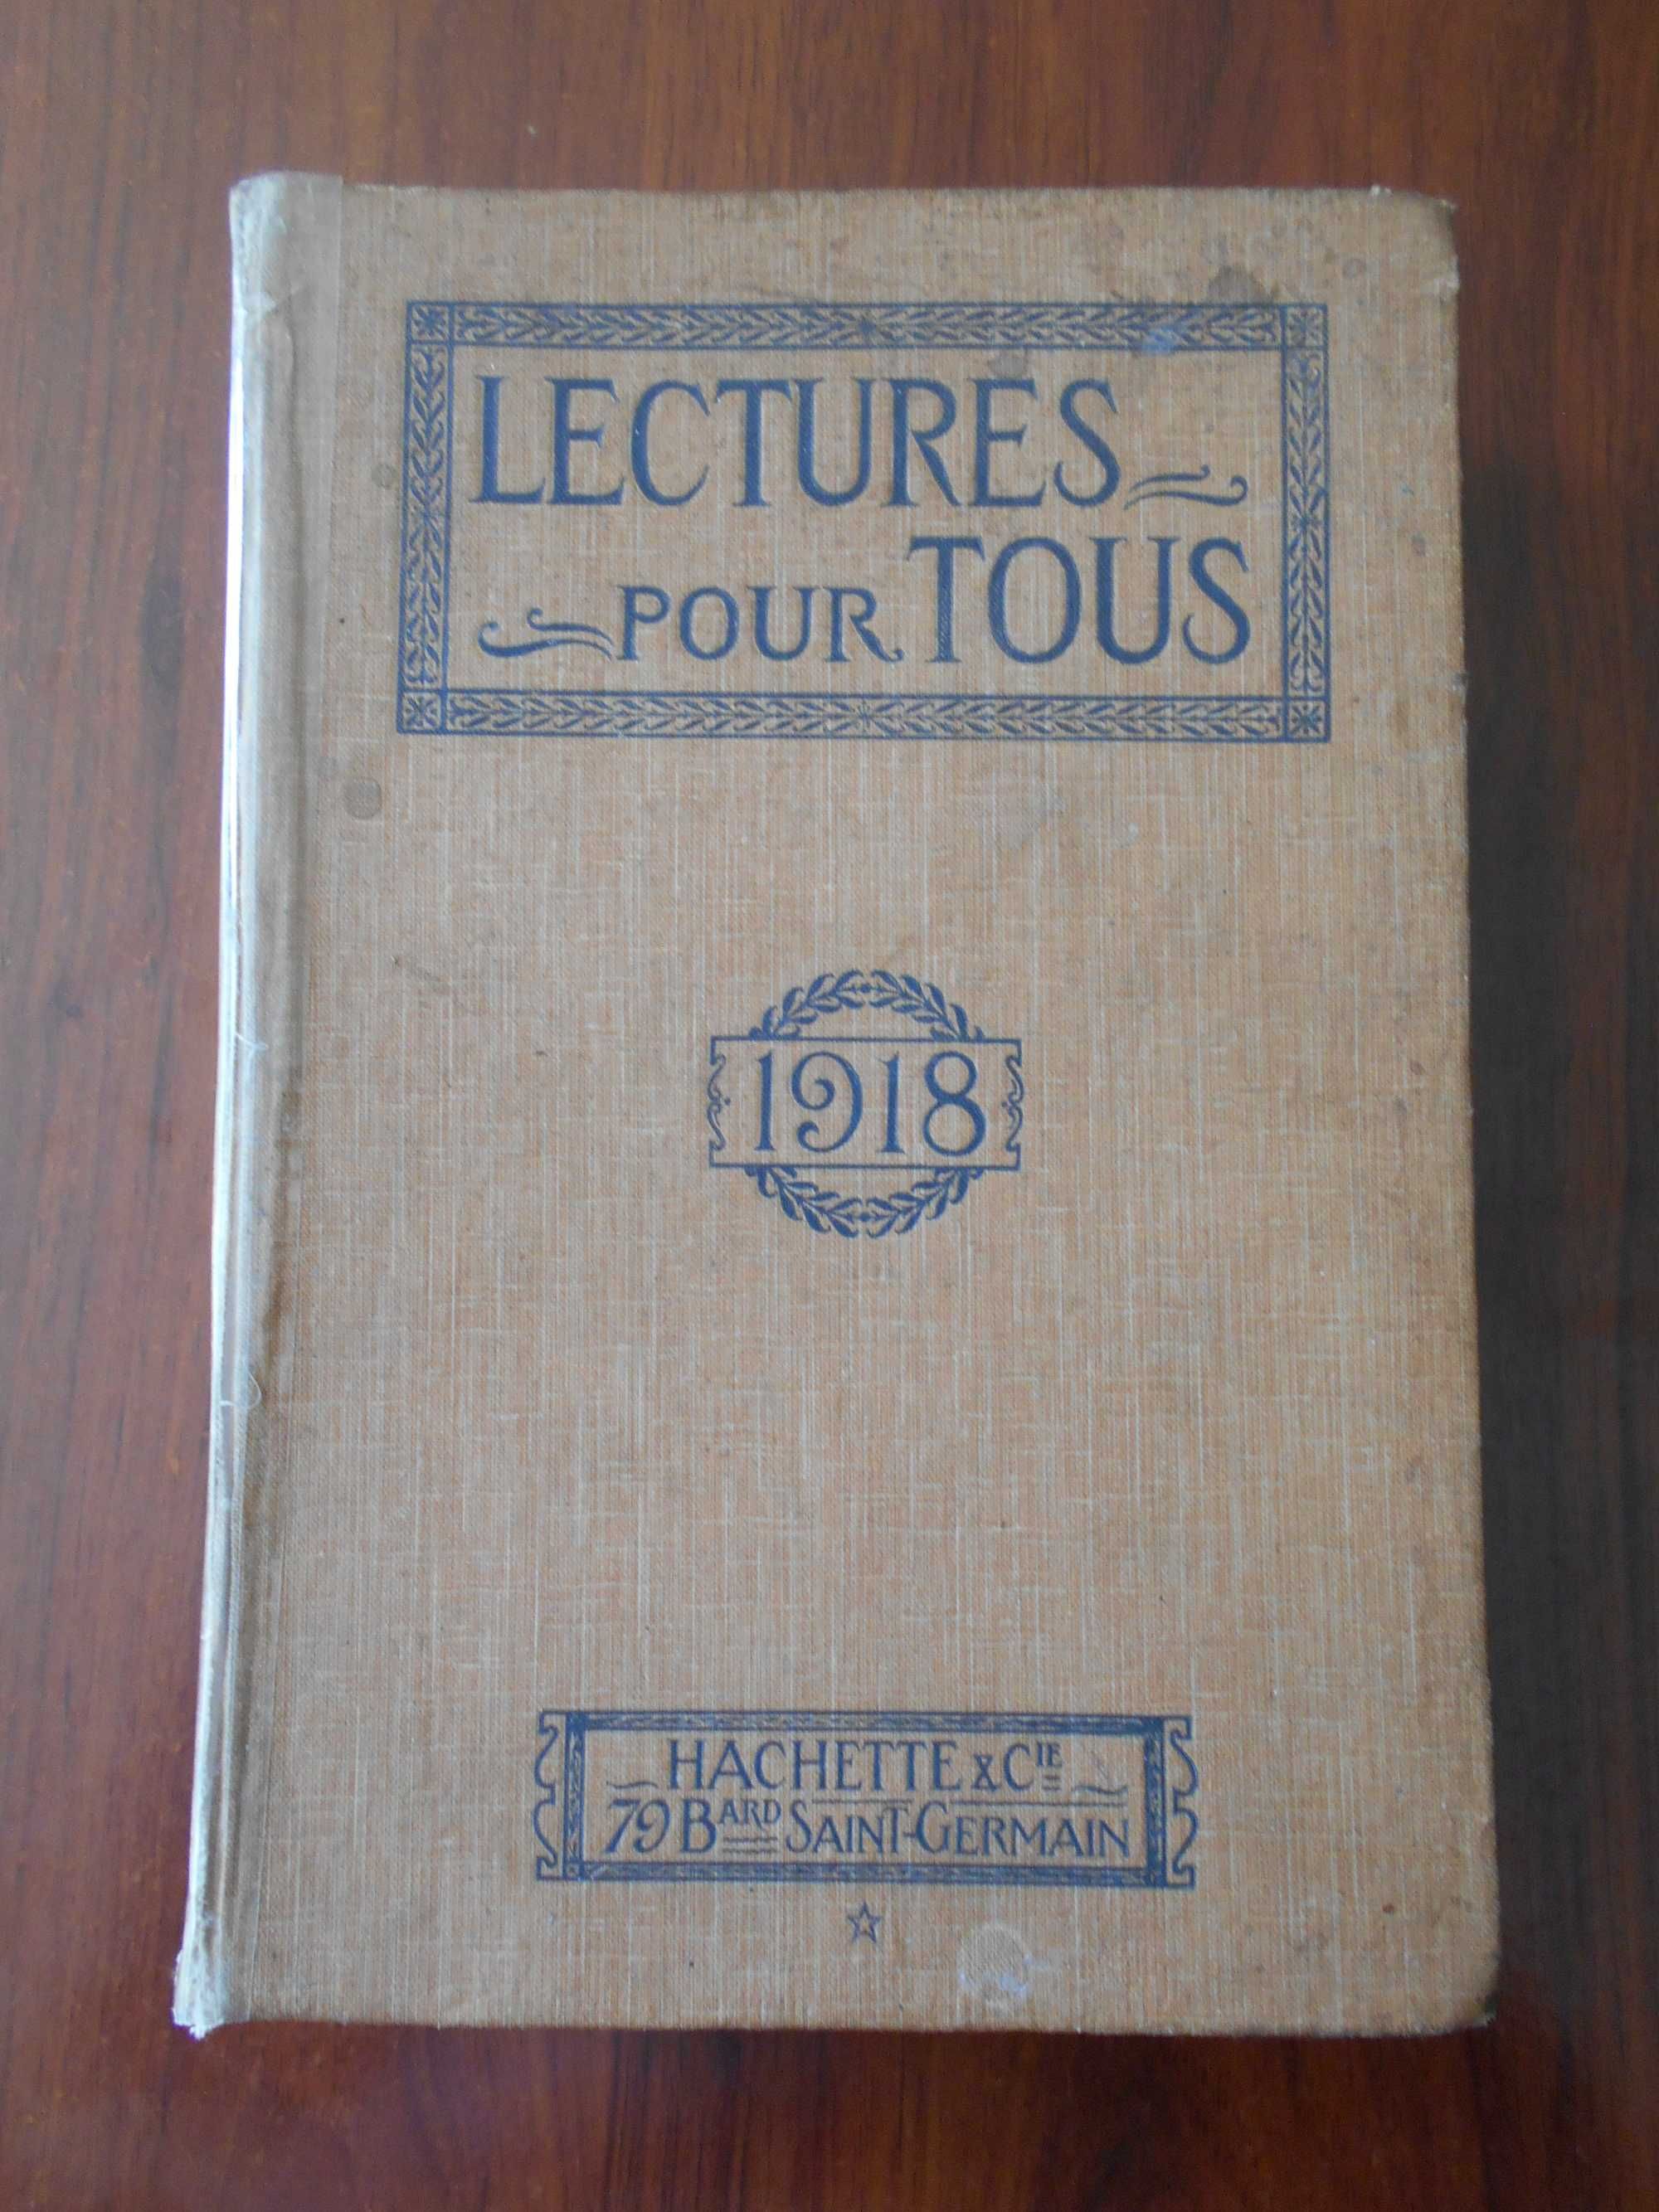 LECTURES
POUR TOUS
1918
HACHETTE & CIE
79 BARD SAINT-GERMAIN